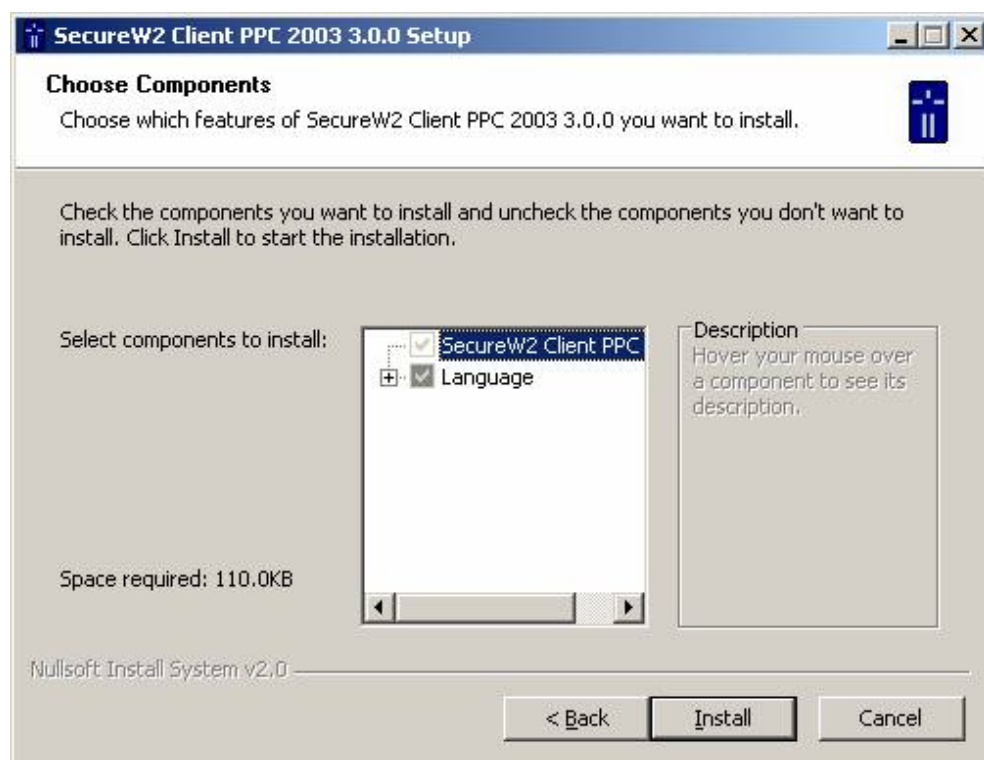 SecureW2 Client PPC 2003 3.0.0 Setup
Choose Components
Choose which features of SecureW2 Client PPC 2003 3.0.0 you want to install.
Check the components you want to install and uncheck the components you don't want to
install. Click Install to start the installation.
Select components to install:
SecureW2 Client PPC
Language
Description
Hover your mouse over
a component to see its
description.
Space required: 110.0KB
Nullsoft Install System v2.0
< Back
Install
Cancel